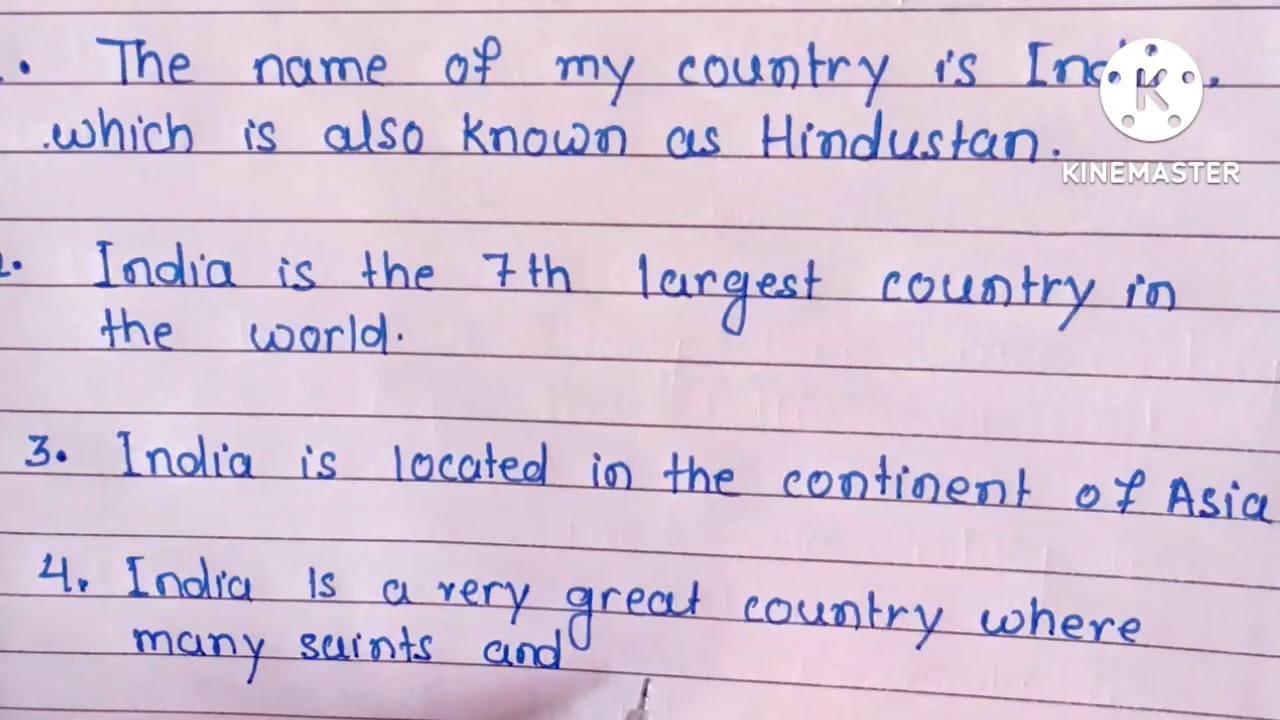 . The name of my country is
which is also known as Hindustan.
2. India is the 7th largest country in
the world.
3. India is located in the continent of Asia
4. India Is a very great country where
many saints and
K
KINEMASTER